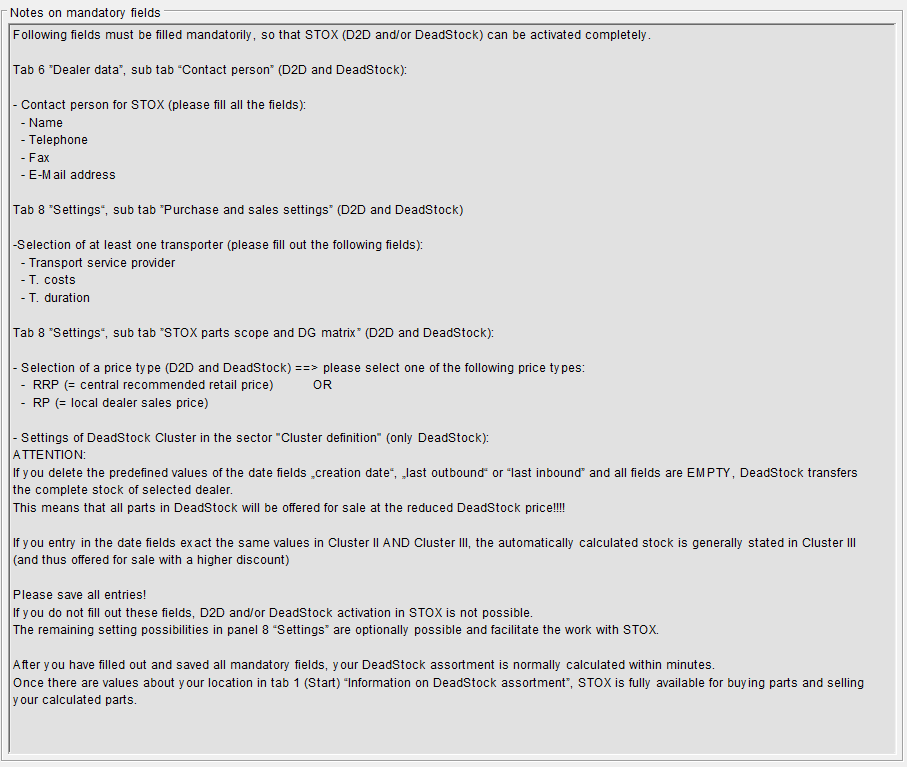 Notes on mandatory fields
Following fields must be filled mandatorily, so that STOX (D2D and/or DeadStock) can be activated completely.
Tab 6 "Dealer data", sub tab “Contact person” (D2D and DeadStock):
- Contact person for STOX (please fill all the fields):
- Name
- Telephone
- Fax
- E-Mail address
Tab 8 "Settings“, sub tab "Purchase and sales settings” (D2D and DeadStock)
-Selection of at least one transporter (please fill out the following fields):
- Transport service provider
- T. costs
- T. duration
Tab 8 "Settings“, sub tab "STOX parts scope and DG matrix” (D2D and DeadStock):
- Selection of a price type (D2D and DeadStock) ==> please select one of the following price types:
- RRP (= central recommended retail price) OR
- RP (= local dealer sales price)
- Settings of DeadStock Cluster in the sector "Cluster definition" (only DeadStock):
ATTENTION:
If you delete the predefined values of the date fields „creation date“, „last outbound“ or “last inbound” and all fields are EMPTY, DeadStock transfers
the complete stock of selected dealer.
This means that all parts in DeadStock will be offered for sale at the reduced DeadStock price!!!!
If you entry in the date fields exact the same values in Cluster II AND Cluster III, the automatically calculated stock is generally stated in Cluster III
(and thus offered for sale with a higher discount)
Please save all entries!
If you do not fill out these fields, D2D and/or DeadStock activation in STOX is not possible.
The remaining setting possibilities in panel 8 “Settings” are optionally possible and facilitate the work with STOX.
After you have filled out and saved all mandatory fields, your DeadStock assortment is normally calculated within minutes.
Once there are values about your location in tab 1 (Start) “Information on DeadStock assortment”, STOX is fully available for buying parts and selling
your calculated parts.